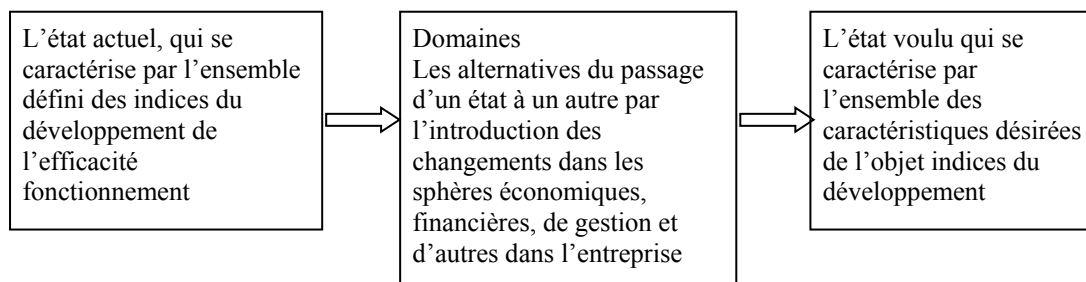 L’état actuel, qui se
caractérise par l’ensemble
défini des indices du
développement de
l’efficacité
fonctionnement
Domaines
Les alternatives du passage
d’un état à un autre par
l’introduction des
changements dans les
sphères économiques,
financières, de gestion et
d’autres dans l’entreprise
L’état voulu qui se
caractérise par
l’ensemble des
caractéristiques désirées
de l’objet indices du
développement